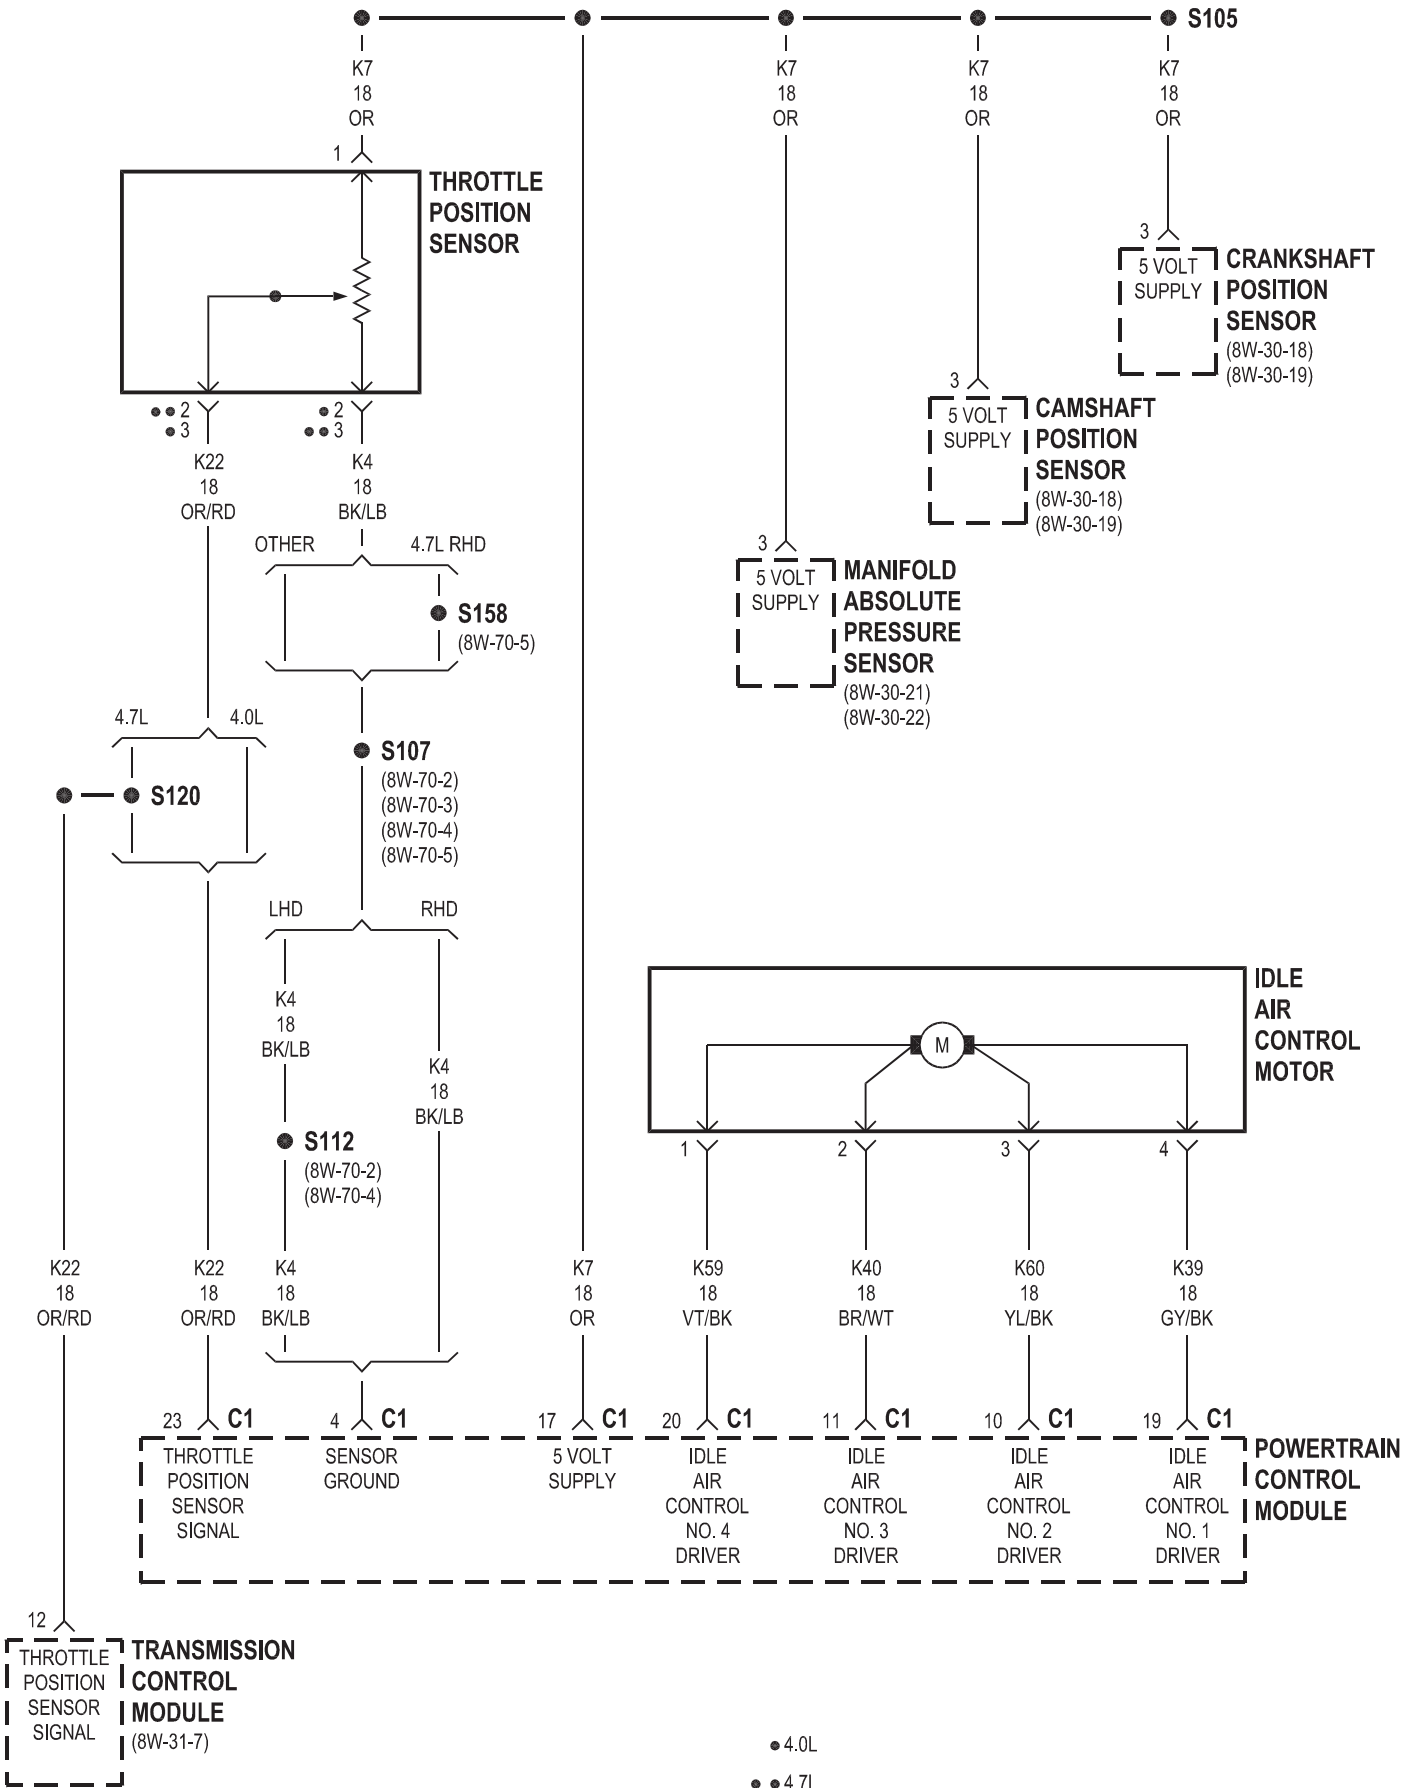 S105
K7
18
OR
K7
18
OR
K7
18
OR
K7
18
OR
1
THROTTLE
POSITION
SENSOR
2
3
2
3
K22
18
OR/RD
K4
18
BK/LB
3
5 VOLT
SUPPLY
CRANKSHAFT
POSITION
SENSOR
(8W-30-18)
(8W-30-19)
3
5 VOLT
SUPPLY
CAMSHAFT
POSITION
SENSOR
(8W-30-18)
(8W-30-19)
3
5 VOLT
SUPPLY
MANIFOLD
ABSOLUTE
PRESSURE
SENSOR
(8W-30-21)
(8W-30-22)
OTHER
4.7L RHD
S158
(8W-70-5)
4.7L
4.0L
S120
S107
(8W-70-2)
(8W-70-3)
(8W-70-4)
(8W-70-5)
LHD
RHD
K4
18
BK/LB
K4
18
BK/LB
S112
(8W-70-2)
(8W-70-4)
IDLE
AIR
CONTROL
MOTOR
M
1
2
3
4
K22
18
OR/RD
K22
18
OR/RD
K4
18
BK/LB
K7
18
OR
K59
18
VT/BK
K40
18
BR/WT
K60
18
YL/BK
K39
18
GY/BK
23 C1
4 C1
17 C1
20 C1
11 C1
10 C1
19 C1
THROTTLE
POSITION
SENSOR
SIGNAL
SENSOR
GROUND
5 VOLT
SUPPLY
IDLE
AIR
CONTROL
NO. 4
DRIVER
IDLE
AIR
CONTROL
NO. 3
DRIVER
IDLE
AIR
CONTROL
NO. 2
DRIVER
IDLE
AIR
CONTROL
NO. 1
DRIVER
POWERTRAIN
CONTROL
MODULE
12
THROTTLE
POSITION
SENSOR
SIGNAL
TRANSMISSION
CONTROL
MODULE
(8W-31-7)
4.0L
4.7L